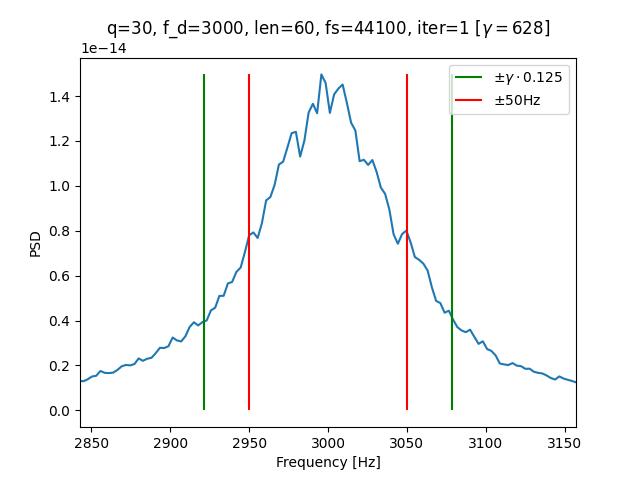 q=30, f_d=3000, len=60, fs=44100, iter=1 [γ = 628]
1e−14
±γ · 0.125
±50Hz
1.4
1.2
1.0
0.8
0.6
0.4
0.2
0.0
PSD
2850 2900 2950 3000 3050 3100 3150
Frequency [Hz]